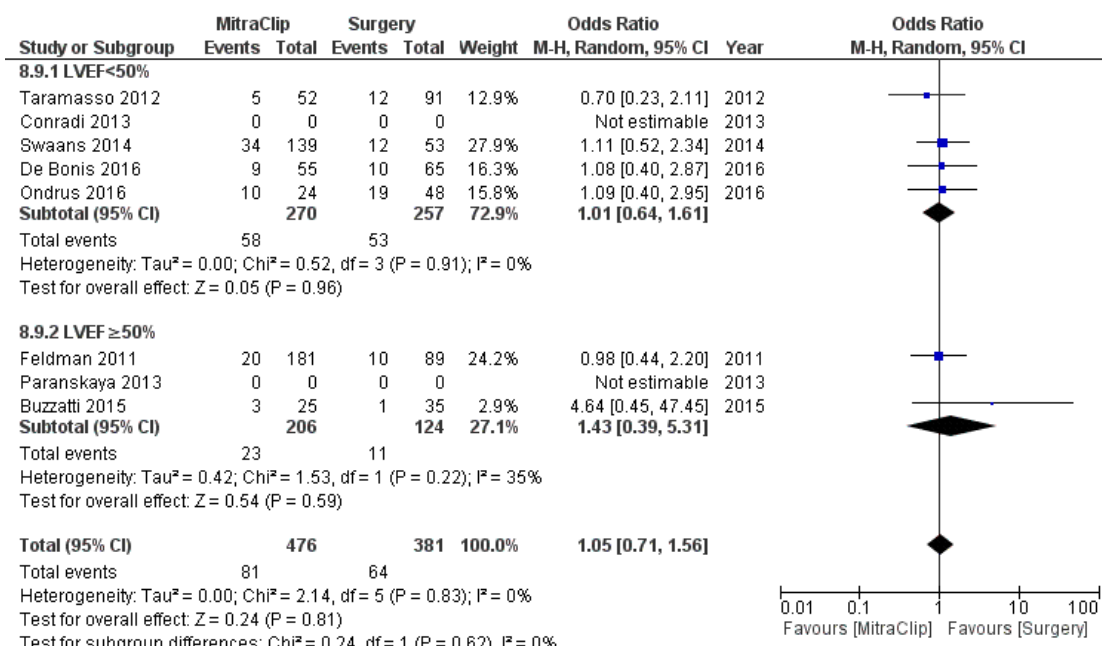 MitraClip Surgery Odds Ratio Odds Ratio
Study or Subgroup Events Total Events Total Weight M-H, Random, 95% CI Year M-H, Random, 95% CI
8.9.1 LVEF<50%
Taramasso 2012 5 52 12 91 12.9% 0.70 [0.23, 2.11] 2012
Conradi 2013 0 0 0 0 Not estimable 2013
Swaans 2014 34 139 12 53 27.9% 1.11 [0.52, 2.34] 2014
De Bonis 2016 9 55 10 65 16.3% 1.08 [0.40, 2.87] 2016
Ondrus 2016 10 24 19 48 15.8% 1.09 [0.40, 2.95] 2016
Subtotal (95% CI) 270 257 72.9% 1.01 [0.64, 1.61]
Total events 58 53
Heterogeneity: Tau² = 0.00; Chi² = 0.52, df = 3 (P = 0.91); I² = 0%
Test for overall effect: Z = 0.05 (P = 0.96)
8.9.2 LVEF ≥50%
Feldman 2011 20 181 10 89 24.2% 0.98 [0.44, 2.20] 2011
Paranskaya 2013 0 0 0 0 Not estimable 2013
Buzzatti 2015 3 25 1 35 2.9% 4.64 [0.45, 47.45] 2015
Subtotal (95% CI) 206 124 27.1% 1.43 [0.39, 5.31]
Total events 23 11
Heterogeneity: Tau² = 0.42; Chi² = 1.53, df = 1 (P = 0.22); I² = 35%
Test for overall effect: Z = 0.54 (P = 0.59)
Total (95% CI) 476 381 100.0% 1.05 [0.71, 1.56]
Total events 81 64
Heterogeneity: Tau² = 0.00; Chi² = 2.14, df = 5 (P = 0.83); I² = 0%
Test for overall effect: Z = 0.24 (P = 0.81)
Test for subgroup differences: Chi² = 0.24, df = 1 (P = 0.62), I² = 0%
0.01 0.1 1 10 100
Favours [MitraClip] Favours [Surgery]